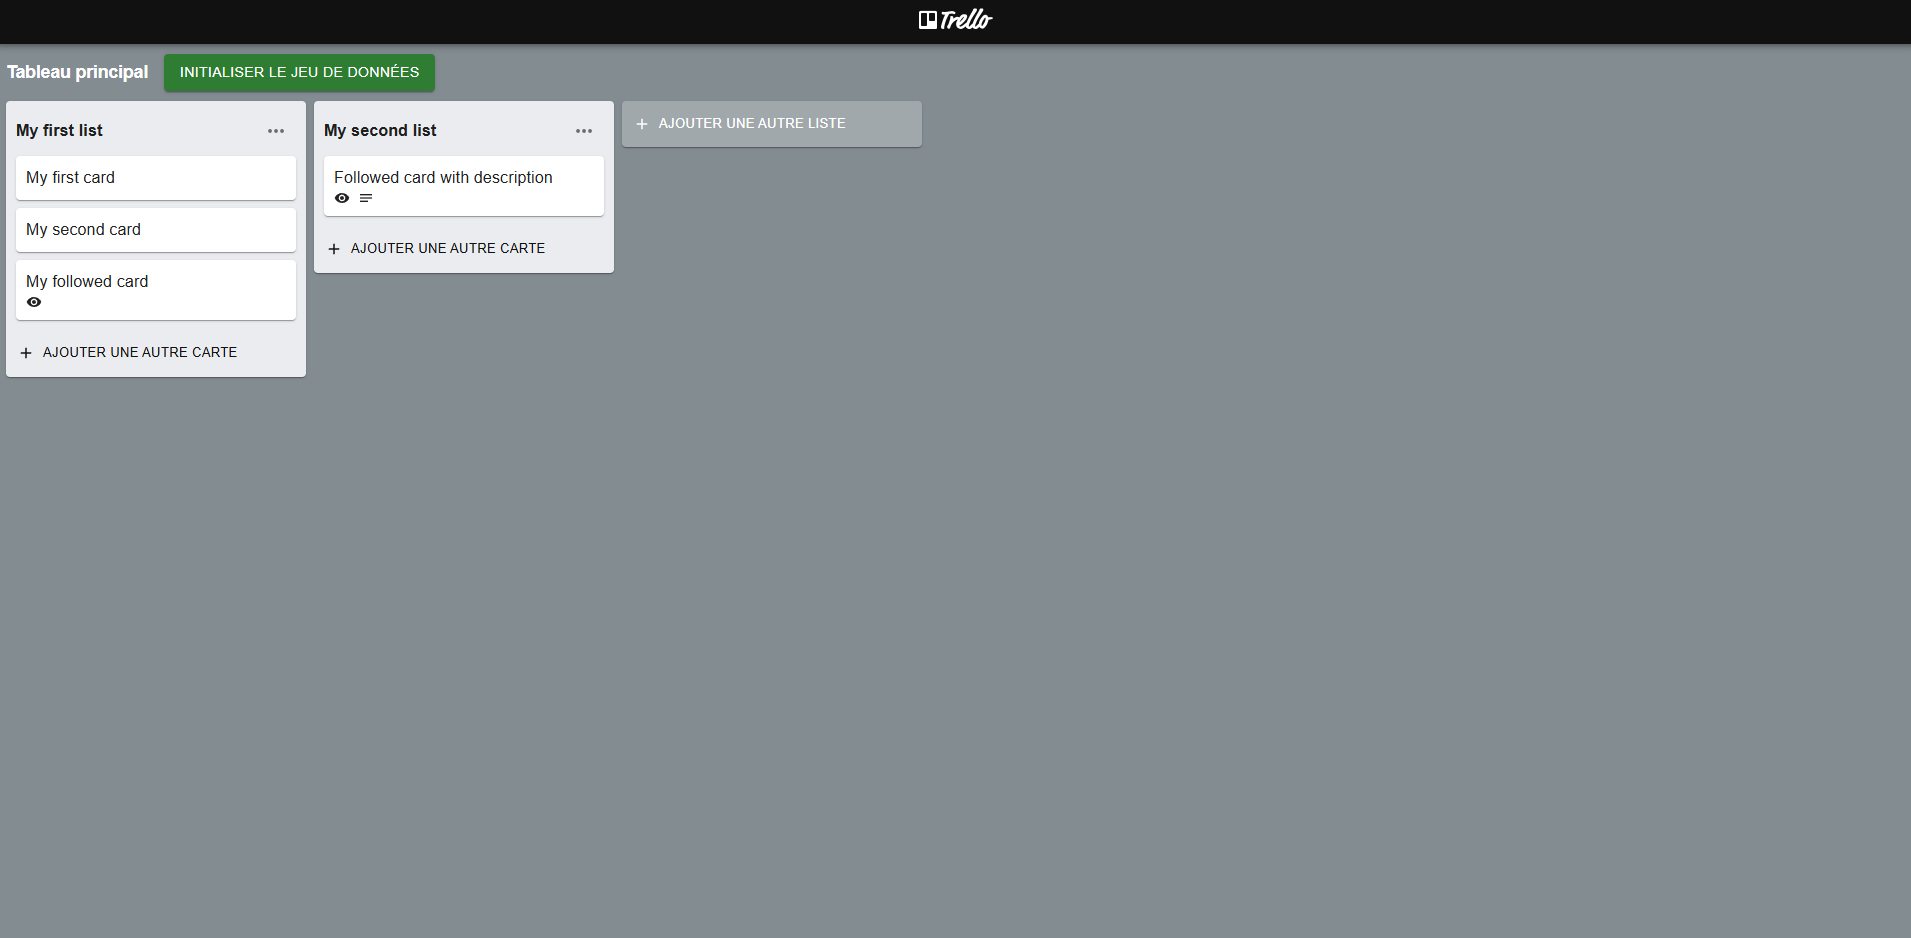 Trello
Tableau principal
INITIALISER LE JEU DE DONNÉES
My first list
My first card
My second card
My followed card
AJOUTER UNE AUTRE CARTE
My second list
Followed card with description
AJOUTER UNE AUTRE CARTE
AJOUTER UNE AUTRE LISTE